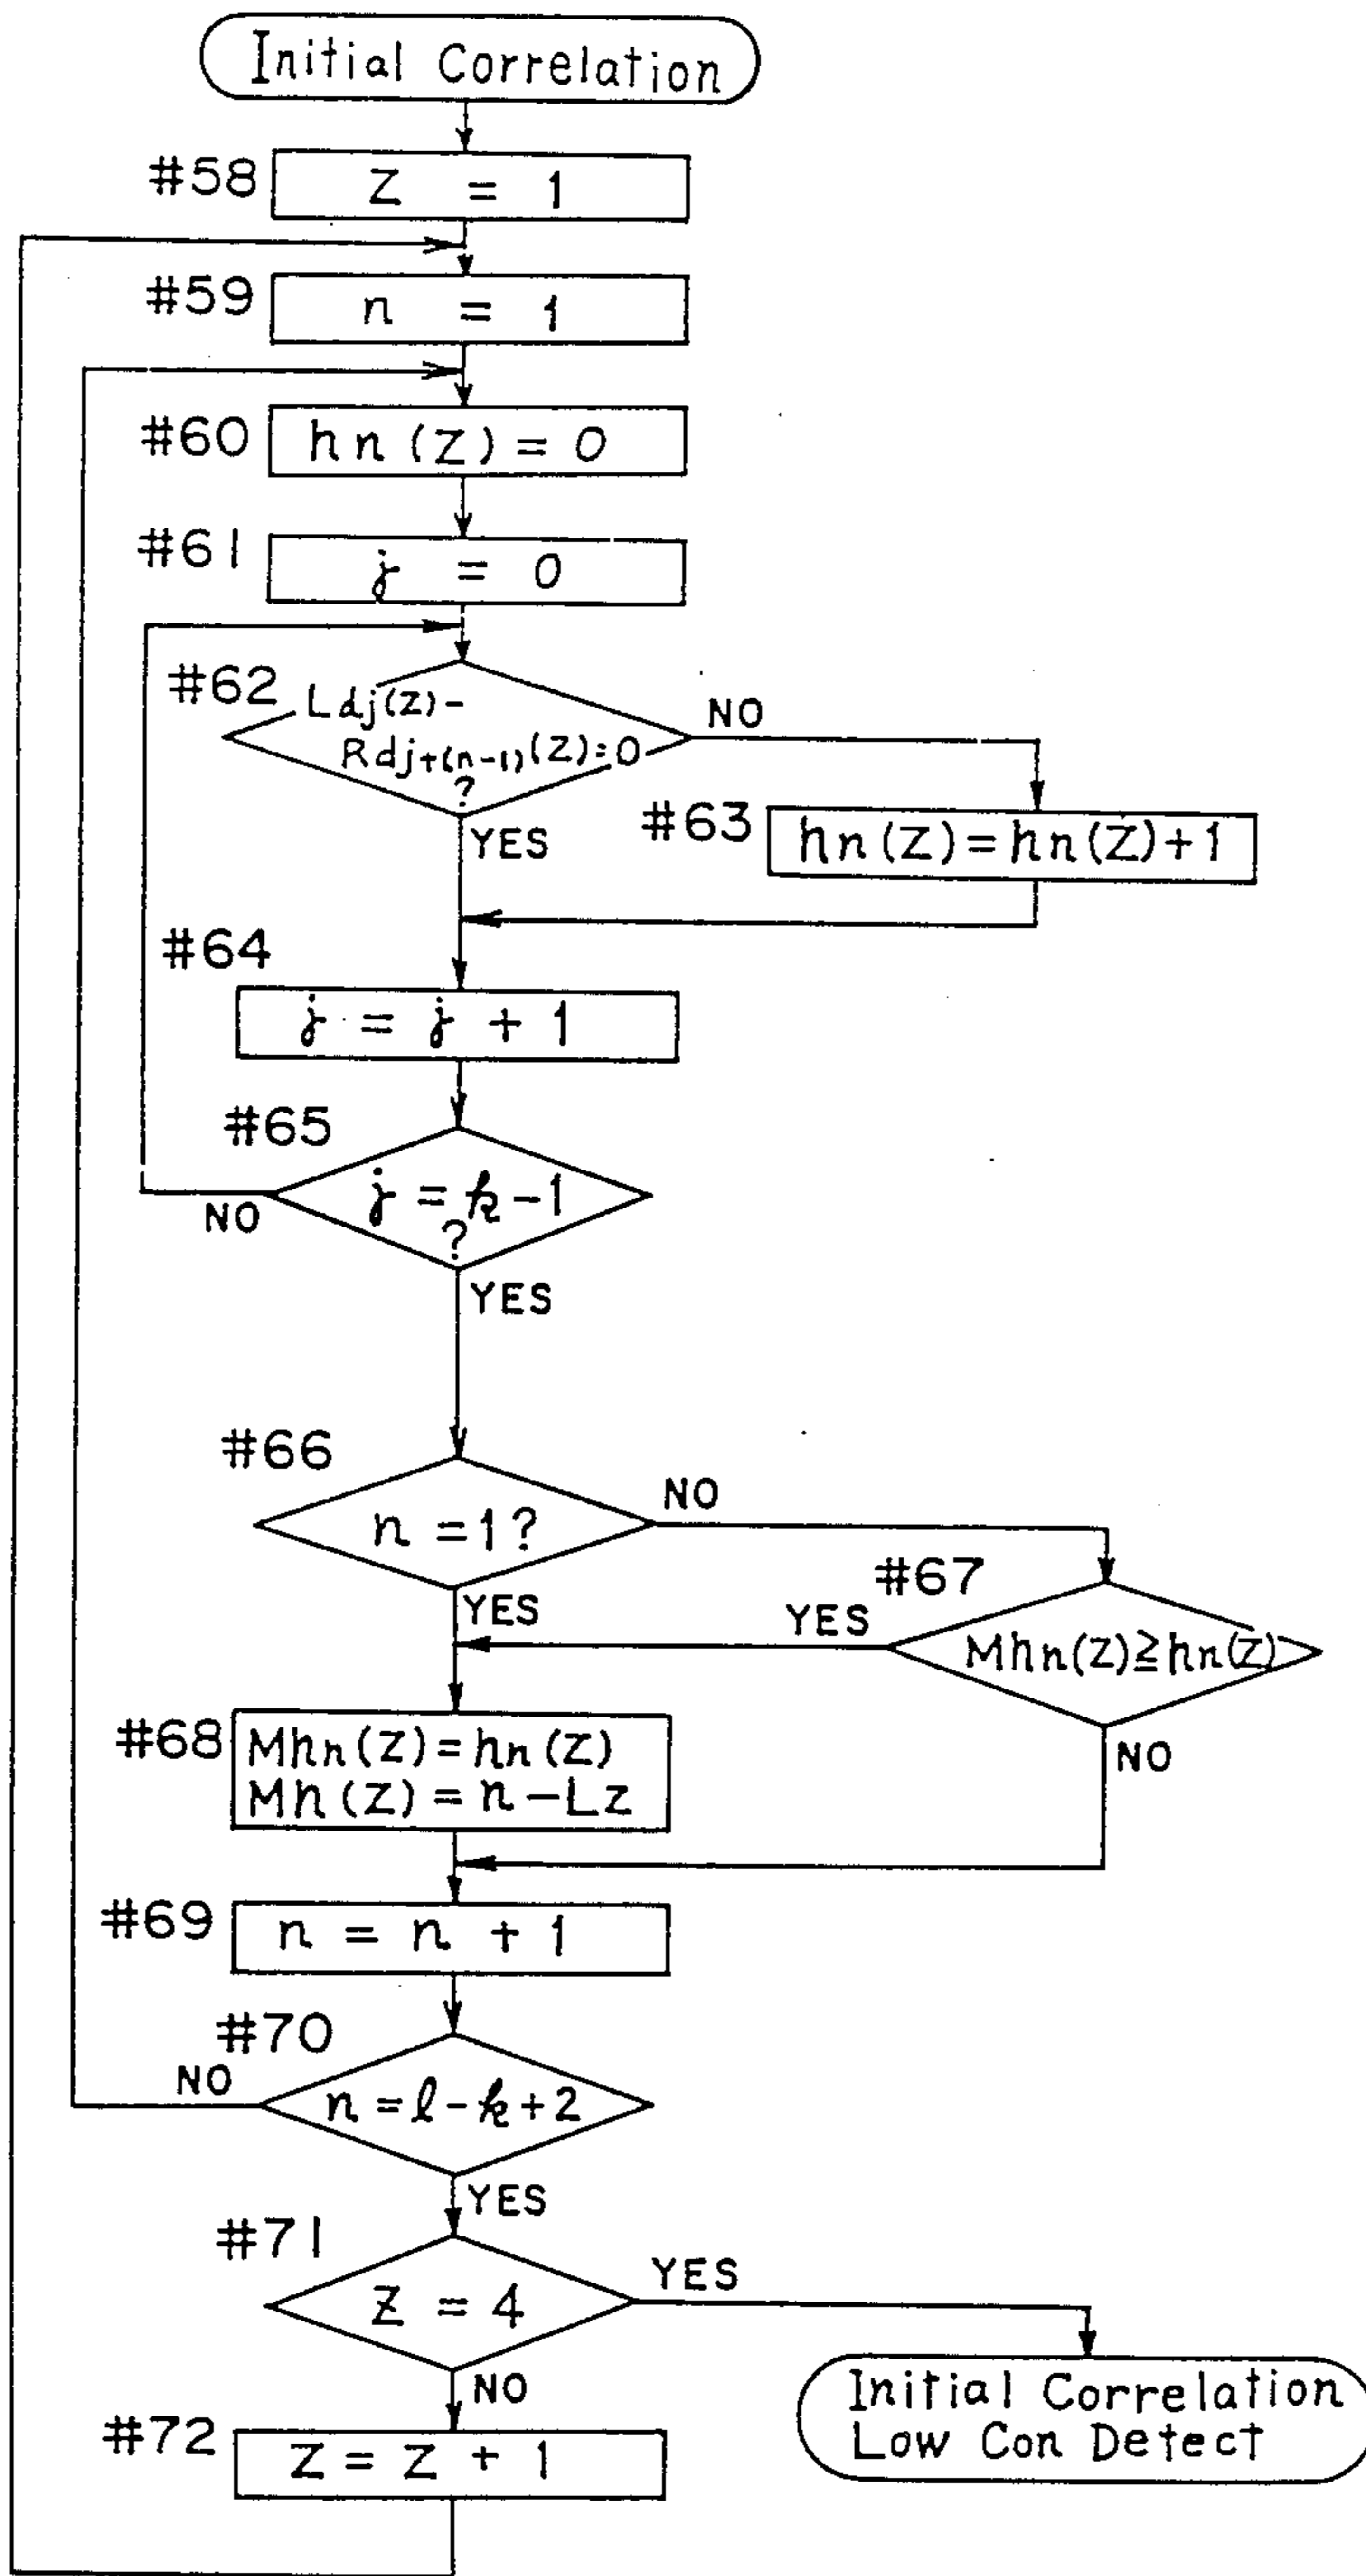 Initial Correlation
#58
Z = 1
#59
n = 1
#60
hn(Z) = 0
#61
j = 0
#62
Ldj(Z)-
Rdj+(n-1)(Z)=0
?
NO
YES
#63
hn(Z)=hn(Z)+1
#64
j = j + 1
#65
j = k-1
?
NO
YES
#66
n =1?
NO
YES
#67
Mhn(Z)≧hn(Z)
YES
NO
#68
Mhn(Z)=hn(Z)
Mn(Z)=n-Lz
#69
n = n + 1
#70
n=l-k+2
NO
YES
#71
Z = 4
YES
NO
#72
Z = Z + 1
Initial Correlation
Low Con Detect